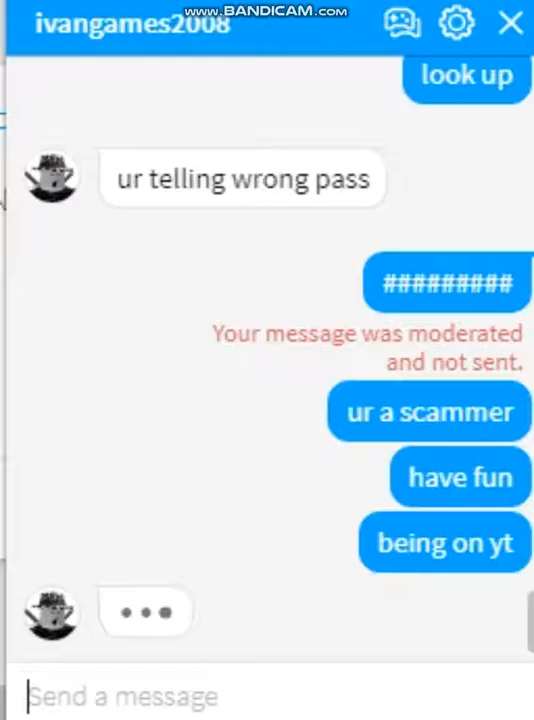 www.BANDICAM.com
ivangames2008
look up
ur telling wrong pass
#########
Your message was moderated
and not sent.
ur a scammer
have fun
being on yt
Send a message